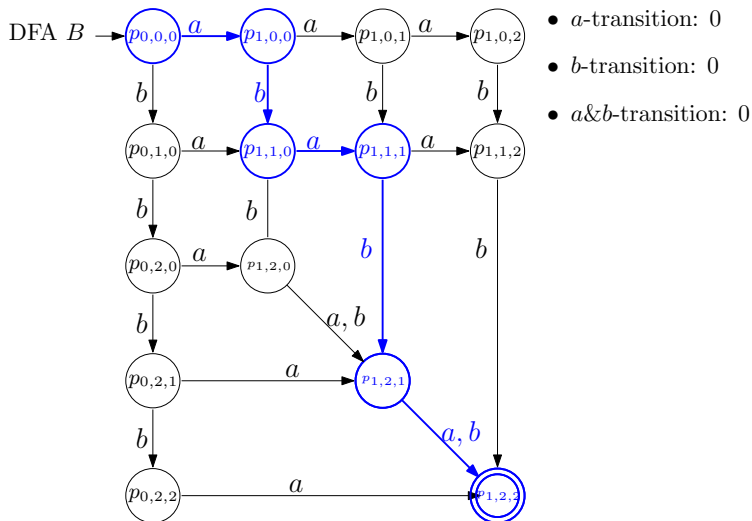 DFA B p₀,₀,₀ a p₁,₀,₀ a p₁,₀,₁ a p₁,₀,₂
• a-transition: 0
• b-transition: 0
• a&b-transition: 0
b b b b
p₀,₁,₀ a p₁,₁,₀ a p₁,₁,₁ a p₁,₁,₂
b b b b
p₀,₂,₀ a p₁,₂,₀
b a, b
p₀,₂,₁ a p₁,₂,₁
b a, b
p₀,₂,₂ a p₁,₂,₂